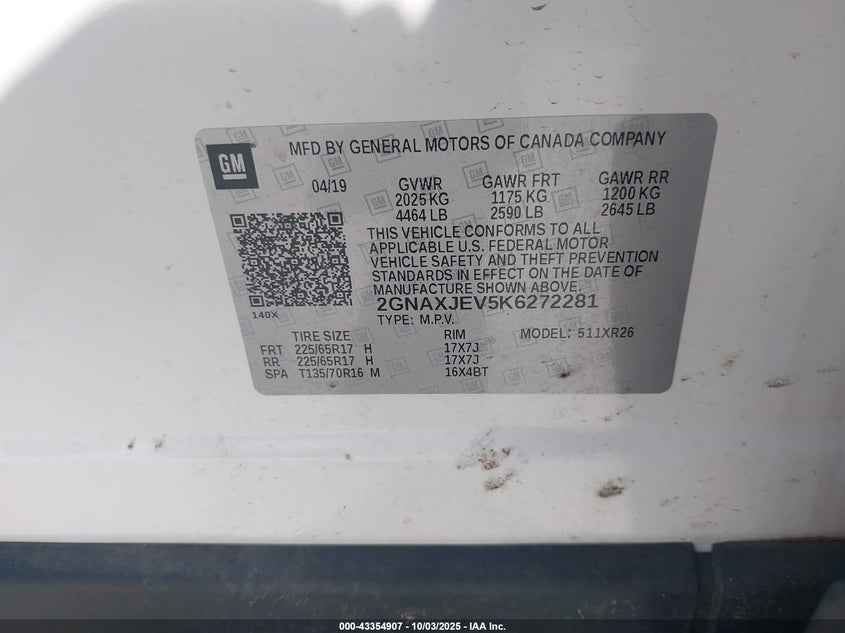 GM
MFD BY GENERAL MOTORS OF CANADA COMPANY
04/19 GVWR GAWR FRT GAWR RR
2025 KG 1175 KG 1200 KG
4464 LB 2590 LB 2645 LB
THIS VEHICLE CONFORMS TO ALL
APPLICABLE U.S. FEDERAL MOTOR
VEHICLE SAFETY AND THEFT PREVENTION
STANDARDS IN EFFECT ON THE DATE OF
MANUFACTURE SHOWN ABOVE.
2GNAXJEV5K6272281
140X
TYPE: M.P.V.
TIRE SIZE RIM MODEL: 511XR26
FRT 225/65R17 H 17X7J
RR 225/65R17 H 17X7J
SPA T135/70R16 M 16X4BT
000-43354907 - 10/03/2025 - IAA Inc.